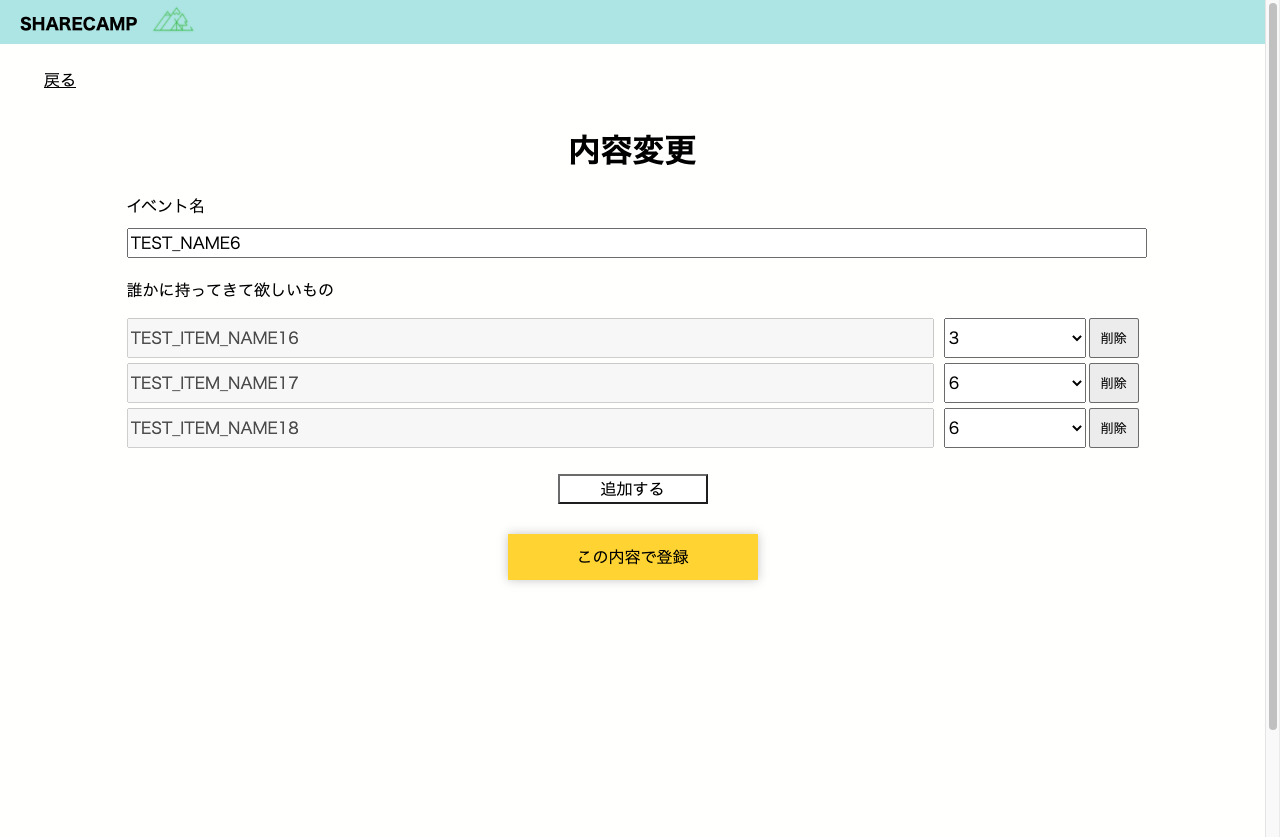 SHARECAMP
戻る
内容変更
イベント名
TEST_NAME6
誰かに持ってきて欲しいもの
TEST_ITEM_NAME16 3 削除
TEST_ITEM_NAME17 6 削除
TEST_ITEM_NAME18 6 削除
追加する
この内容で登録